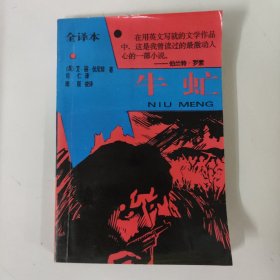 全译本
在用英文写就的文学作品
中，这是我曾读过的最激动人
心的一部小说。
——伯兰特·罗素
牛虻
NIU MENG